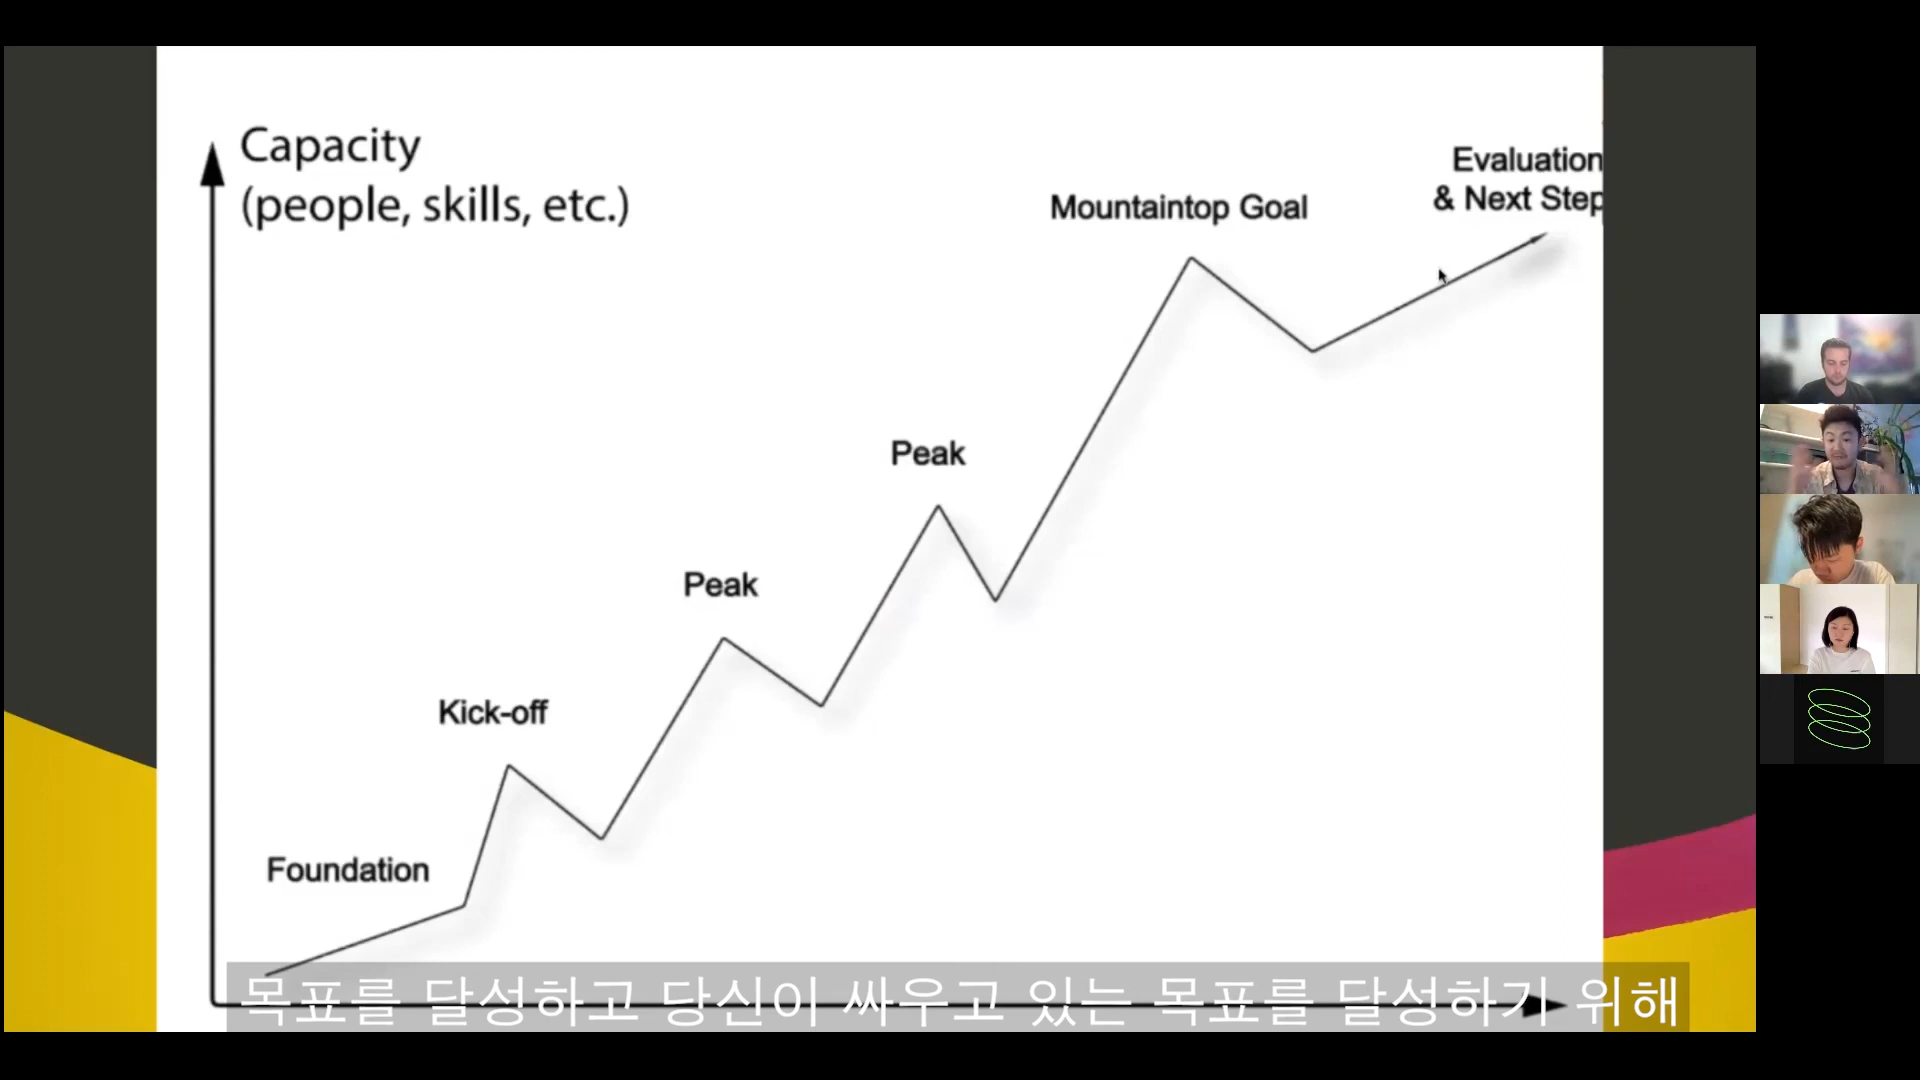 Capacity
(people, skills, etc.)
Evaluation
& Next Step
Mountaintop Goal
Peak
Peak
Kick-off
Foundation
목표를 달성하고 당신이 싸우고 있는 목표를 달성하기 위해